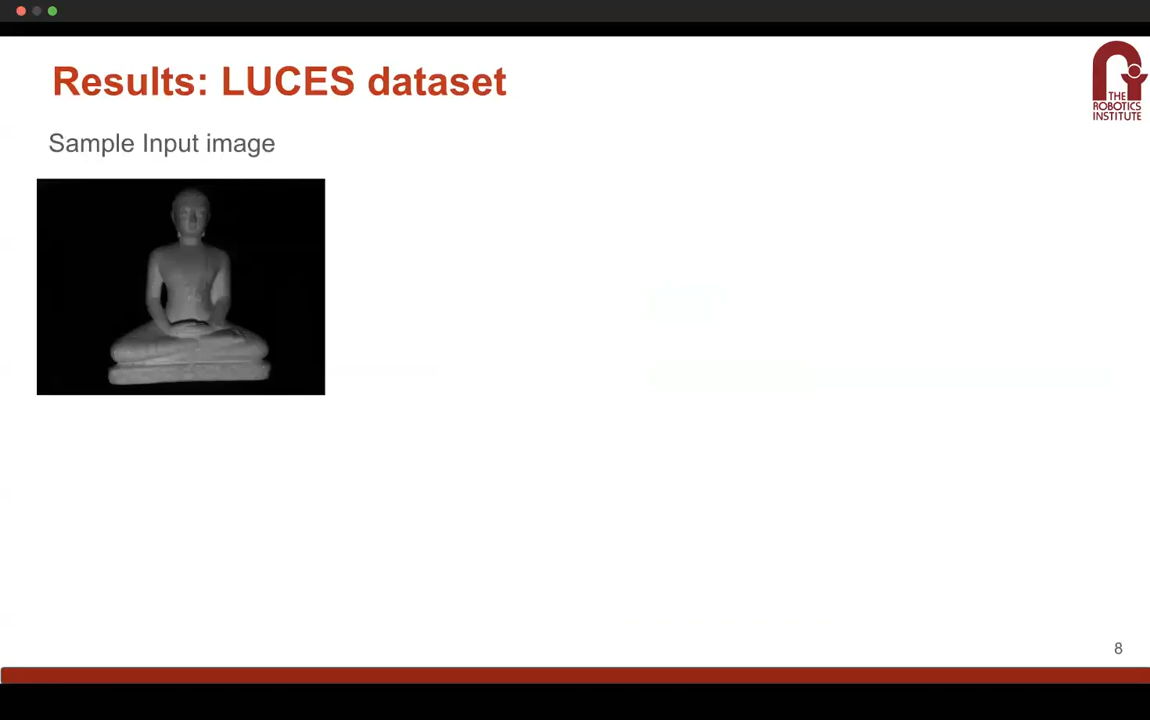 Results: LUCES dataset
THE
ROBOTICS
INSTITUTE
Sample Input image
8